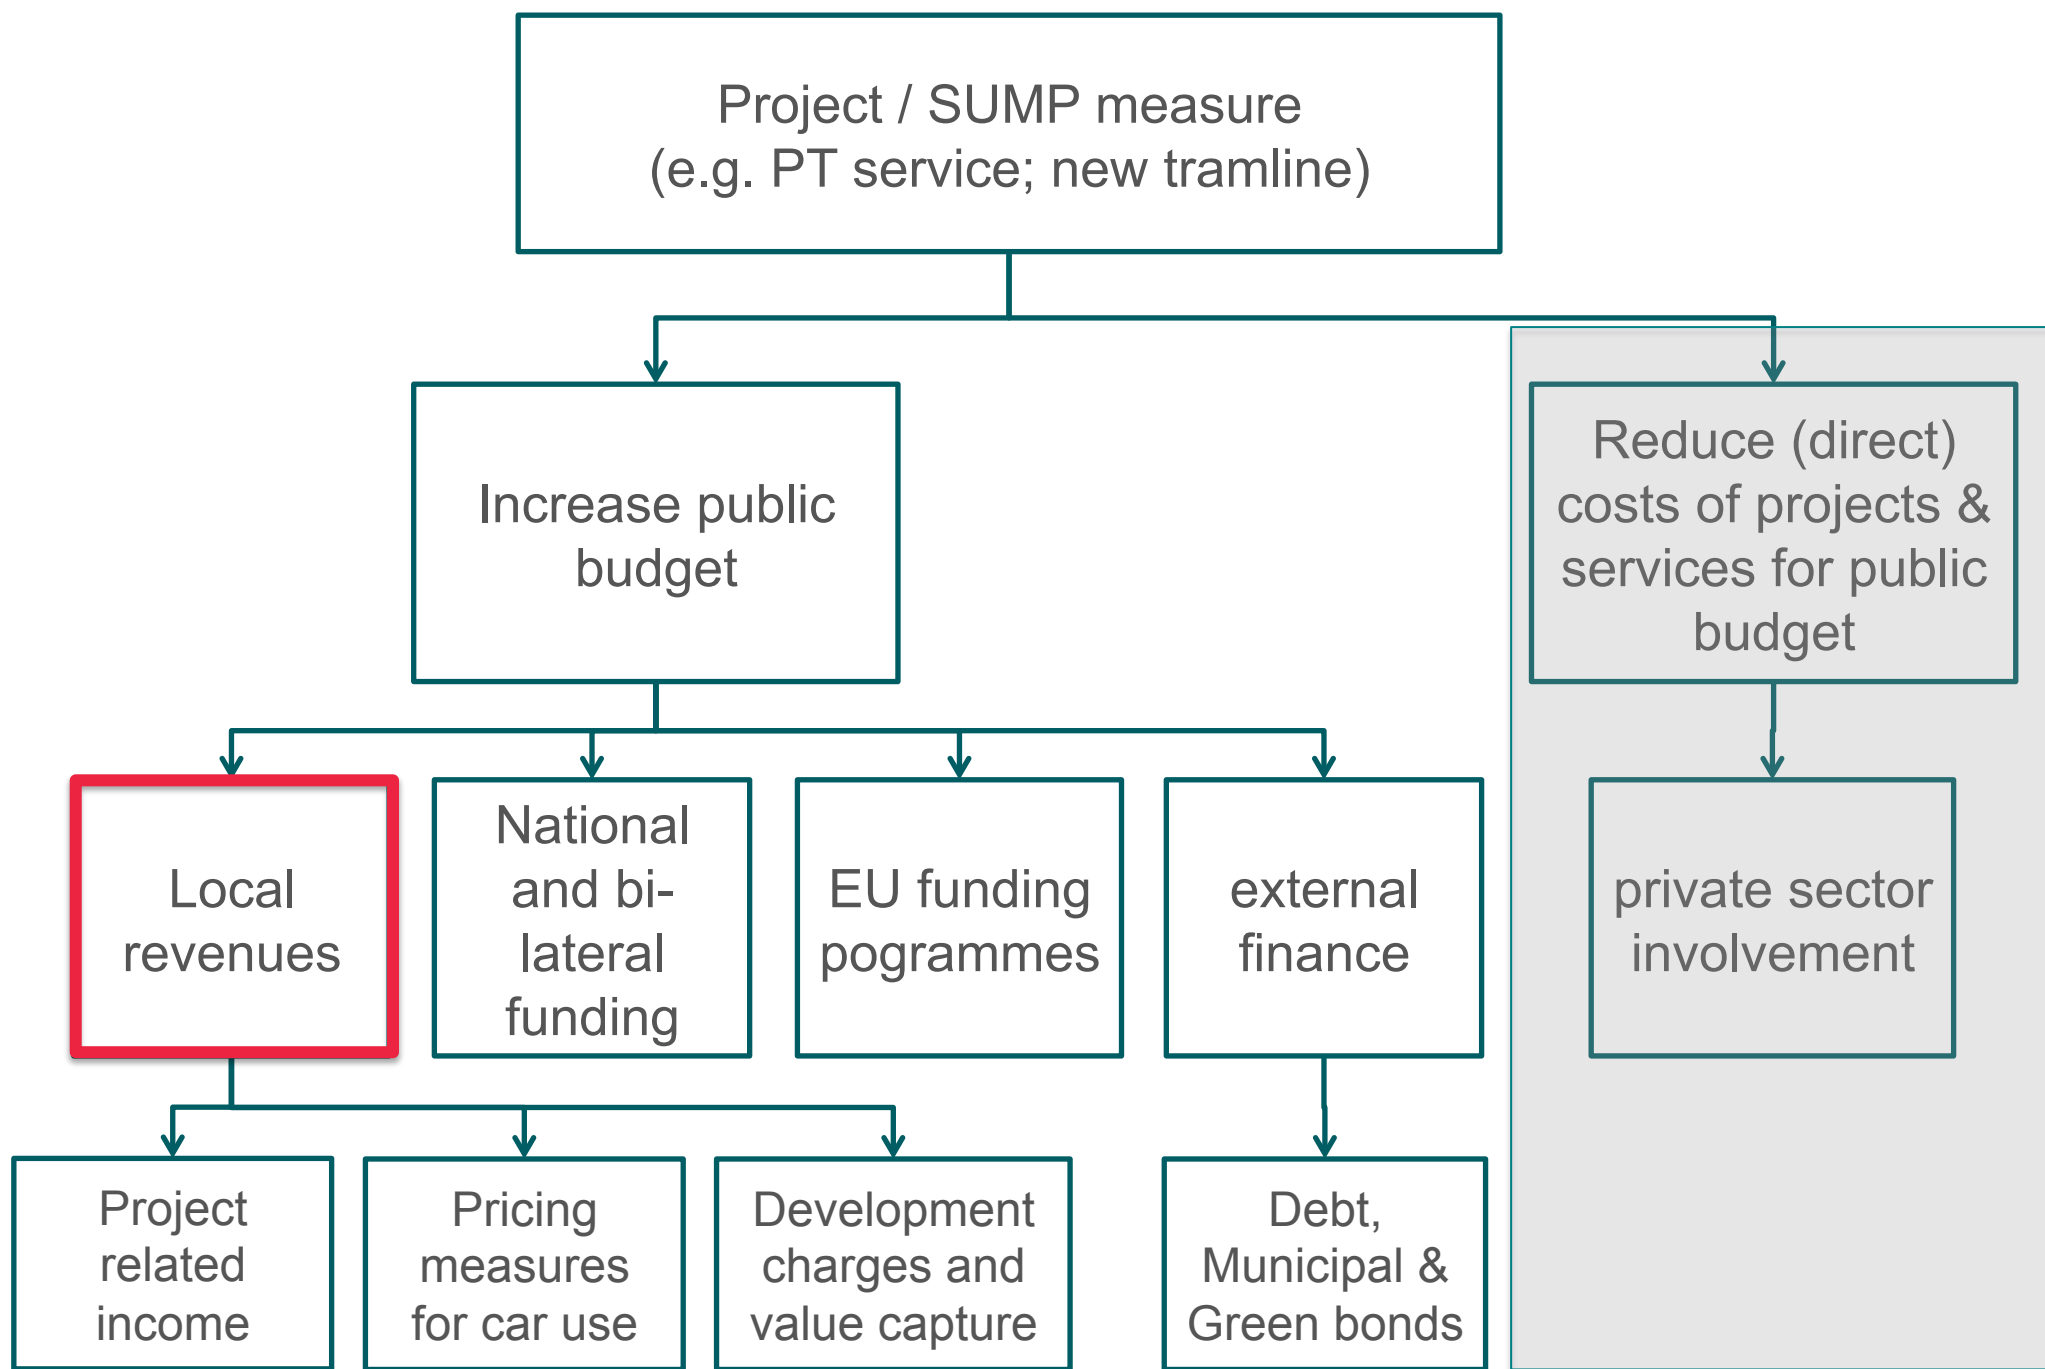 Project / SUMP measure
(e.g. PT service; new tramline)
Increase public
budget
Reduce (direct)
costs of projects &
services for public
budget
Local
revenues
National
and bi-
lateral
funding
EU funding
pogrammes
external
finance
private sector
involvement
Project
related
income
Pricing
measures
for car use
Development
charges and
value capture
Debt,
Municipal &
Green bonds